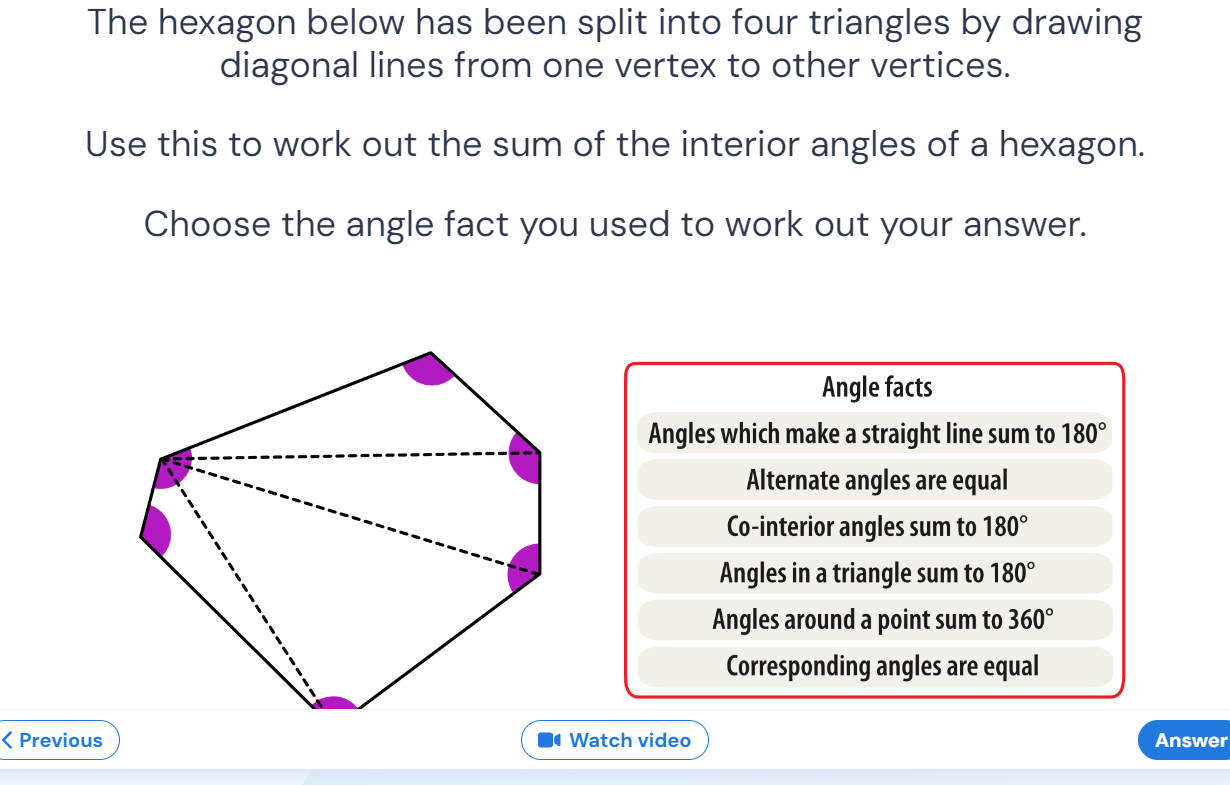 The hexagon below has been split into four triangles by drawing
diagonal lines from one vertex to other vertices.
Use this to work out the sum of the interior angles of a hexagon.
Choose the angle fact you used to work out your answer.
Angle facts
Angles which make a straight line sum to 180°
Alternate angles are equal
Co-interior angles sum to 180°
Angles in a triangle sum to 180°
Angles around a point sum to 360°
Corresponding angles are equal
Previous
Watch video
Answer